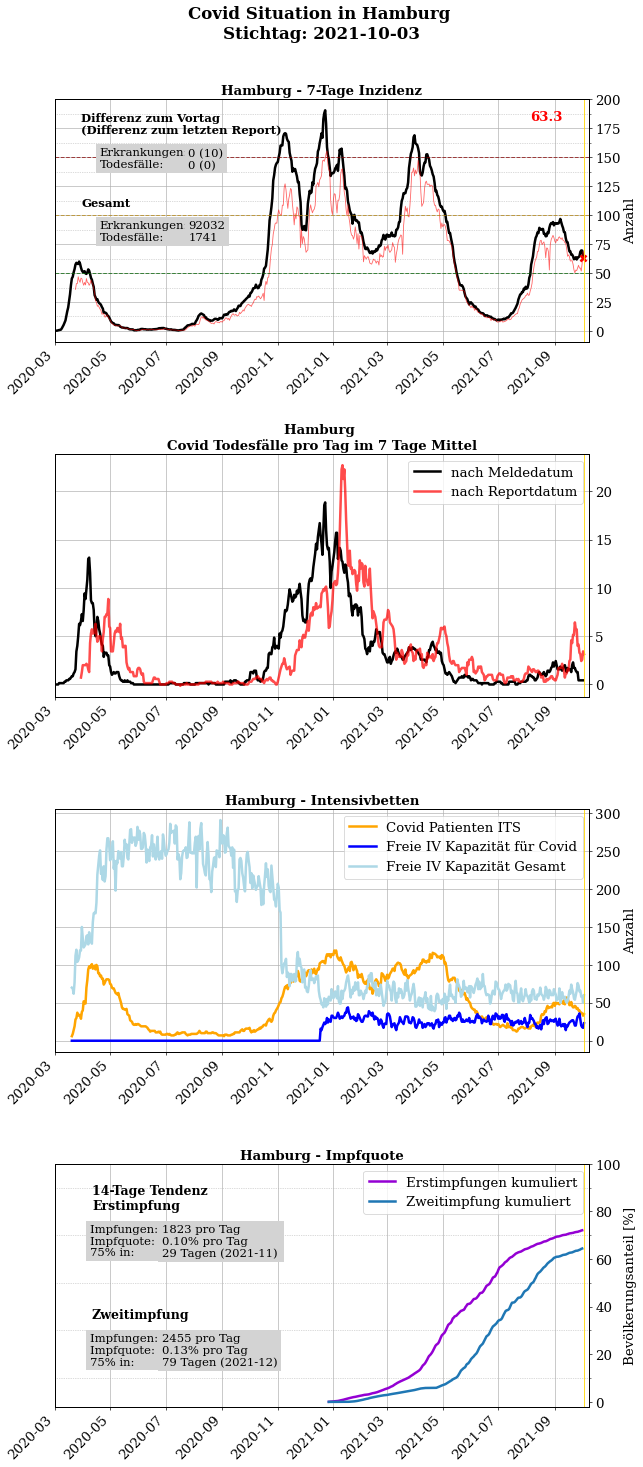 Covid Situation in Hamburg
Stichtag: 2021-10-03
Hamburg - 7-Tage Inzidenz
Differenz zum Vortag
(Differenz zum letzten Report)
Erkrankungen 0 (10)
Todesfälle: 0 (0)
Gesamt
Erkrankungen 92032
Todesfälle: 1741
63.3
200
175
150
125
100
75
50
25
0
Anzahl
2020-03
2020-05
2020-07
2020-09
2020-11
2021-01
2021-03
2021-05
2021-07
2021-09
Hamburg
Covid Todesfälle pro Tag im 7 Tage Mittel
nach Meldedatum
nach Reportdatum
20
15
10
5
0
2020-03
2020-05
2020-07
2020-09
2020-11
2021-01
2021-03
2021-05
2021-07
2021-09
Hamburg - Intensivbetten
Covid Patienten ITS
Freie IV Kapazität für Covid
Freie IV Kapazität Gesamt
300
250
200
150
100
50
0
Anzahl
2020-03
2020-05
2020-07
2020-09
2020-11
2021-01
2021-03
2021-05
2021-07
2021-09
Hamburg - Impfquote
14-Tage Tendenz
Erstimpfung
Impfungen: 1823 pro Tag
Impfquote: 0.10% pro Tag
75% in: 29 Tagen (2021-11)
Zweitimpfung
Impfungen: 2455 pro Tag
Impfquote: 0.13% pro Tag
75% in: 79 Tagen (2021-12)
Erstimpfungen kumuliert
Zweitimpfung kumuliert
100
80
60
40
20
0
Bevölkerungsanteil [%]
2020-03
2020-05
2020-07
2020-09
2020-11
2021-01
2021-03
2021-05
2021-07
2021-09